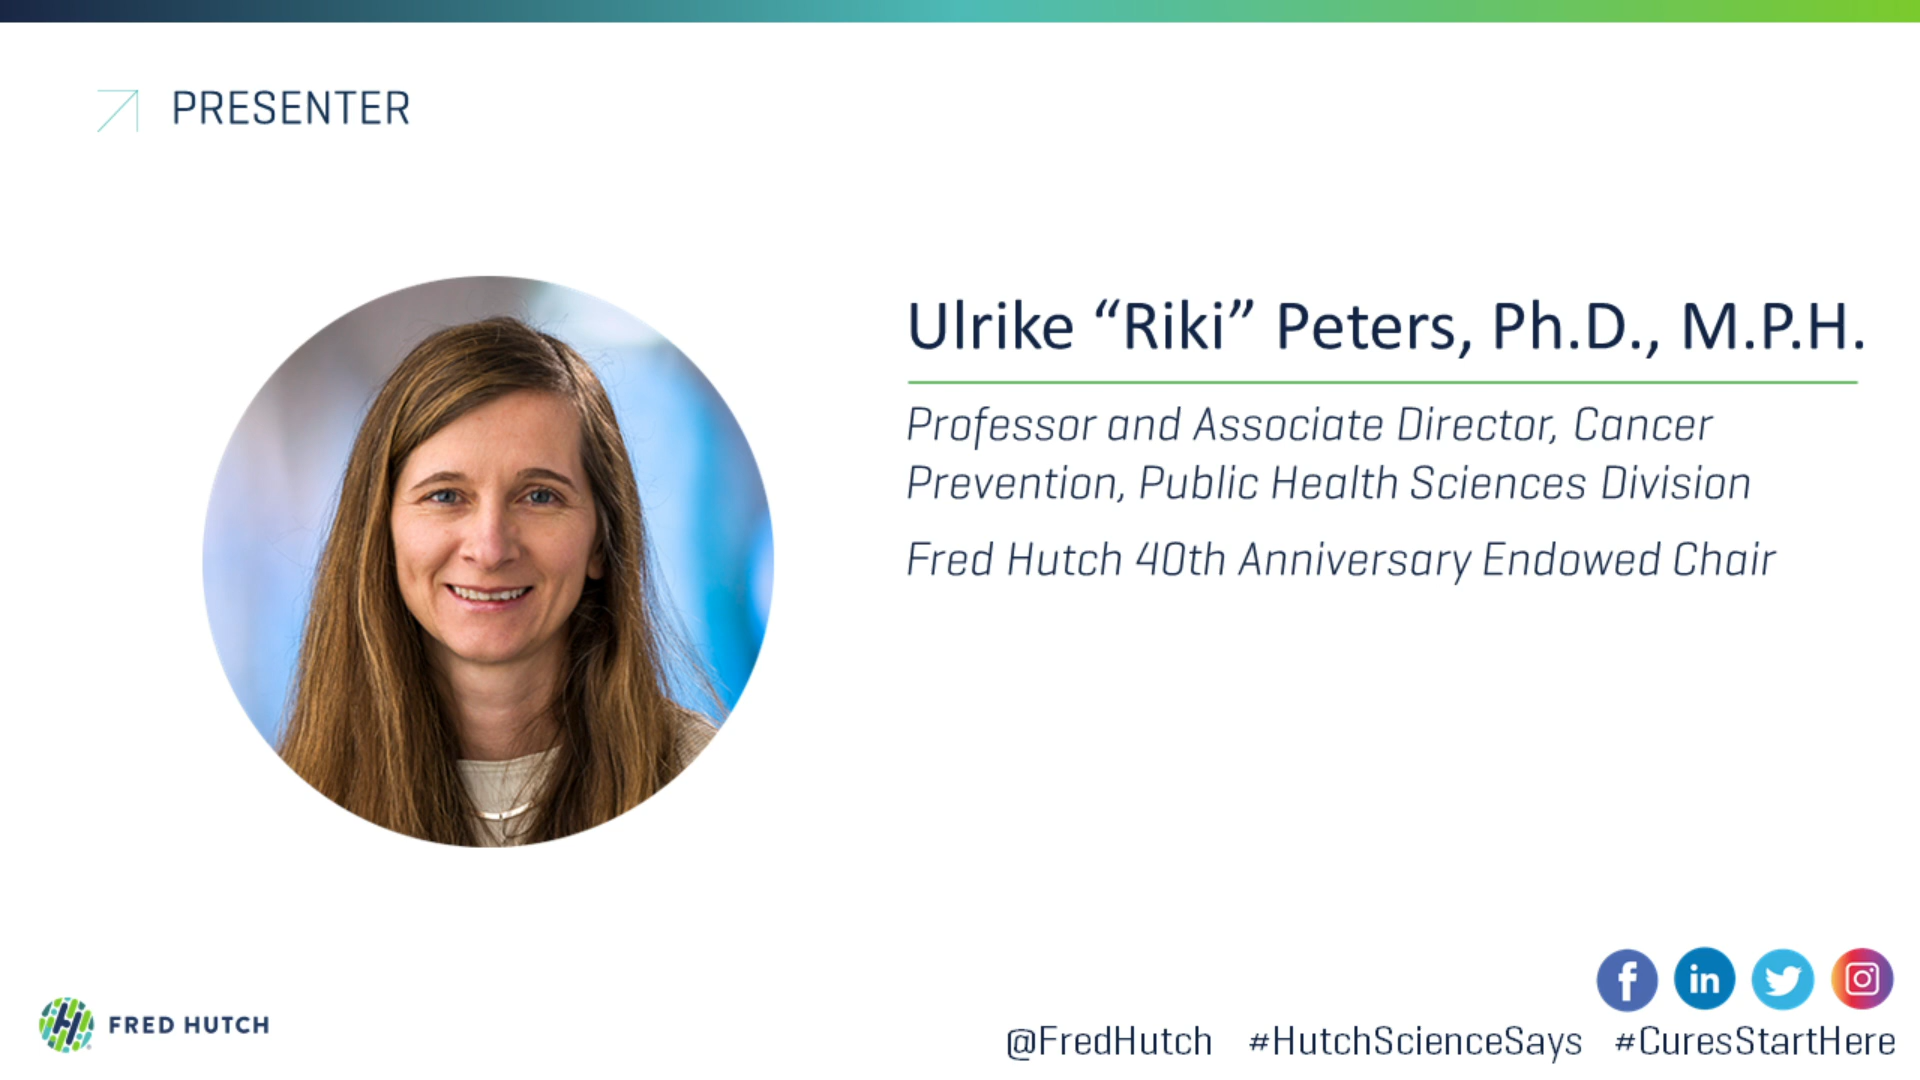 PRESENTER
Ulrike “Riki” Peters, Ph.D., M.P.H.
Professor and Associate Director, Cancer
Prevention, Public Health Sciences Division
Fred Hutch 40th Anniversary Endowed Chair
f in
FRED HUTCH
@FredHutch #HutchScienceSays #CuresStartHere